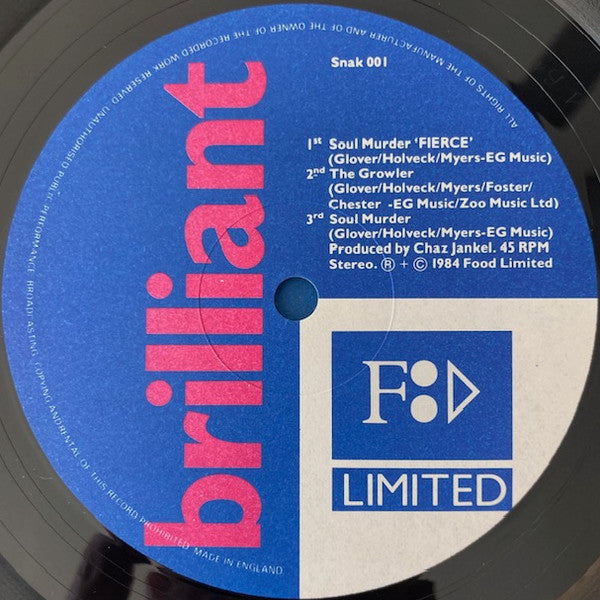 ALL RIGHTS OF THE MANUFACTURER AND OF THE OWNER OF THE RECORDED WORK RESERVED UNAUTHORISED PUBLIC PERFORMANCE BROADCASTING COPYING ANDRENTAL OF THIS RECORD PROHIBITED MADE IN ENGLAND
brilliant
Snak 001
1st Soul Murder ‘FIERCE’
(Glover/Holveck/Myers-EG Music)
2nd The Growler
(Glover/Holveck/Myers/Foster/
Chester -EG Music/Zoo Music Ltd)
3rd Soul Murder
(Glover/Holveck/Myers-EG Music)
Produced by Chaz Jankel. 45 RPM
Stereo. Ⓡ + © 1984 Food Limited
F
LIMITED